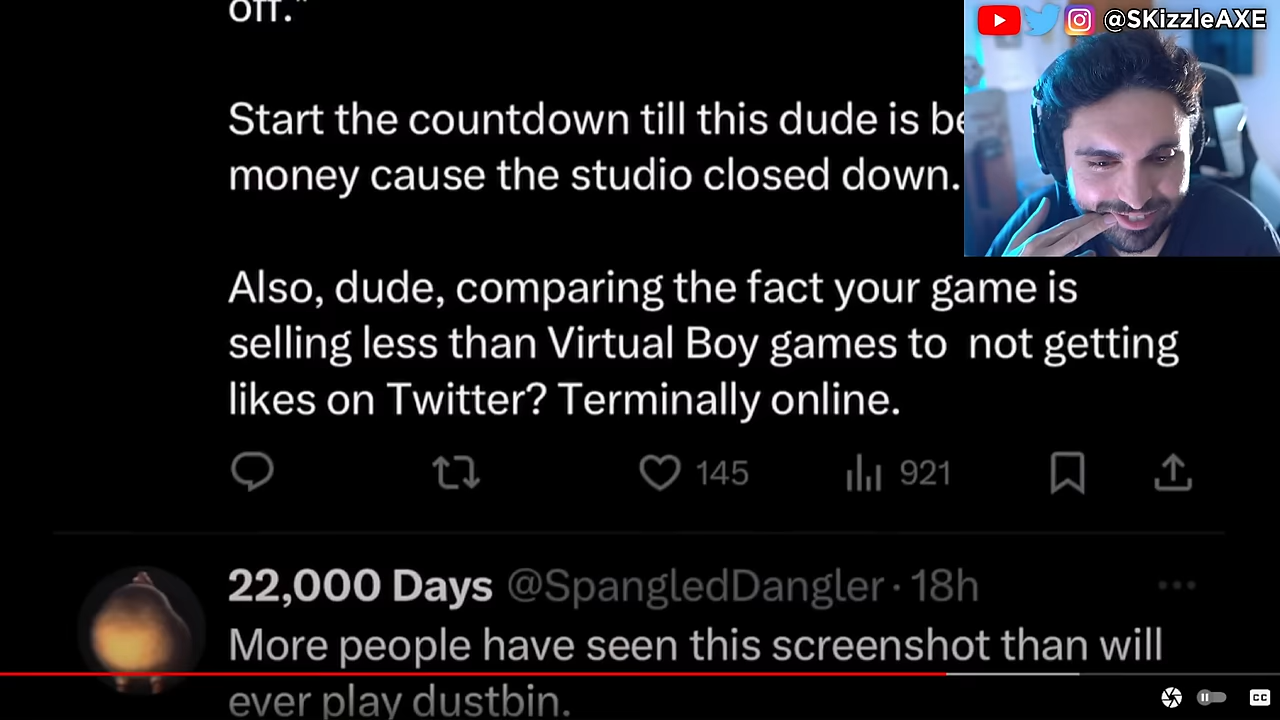 off."
@SKizzleAXE
Start the countdown till this dude is
money cause the studio closed down.
Also, dude, comparing the fact your game is
selling less than Virtual Boy games to not getting
likes on Twitter? Terminally online.
145 921
22,000 Days @SpangledDangler · 18h
More people have seen this screenshot than will
ever play dustbin.
CC